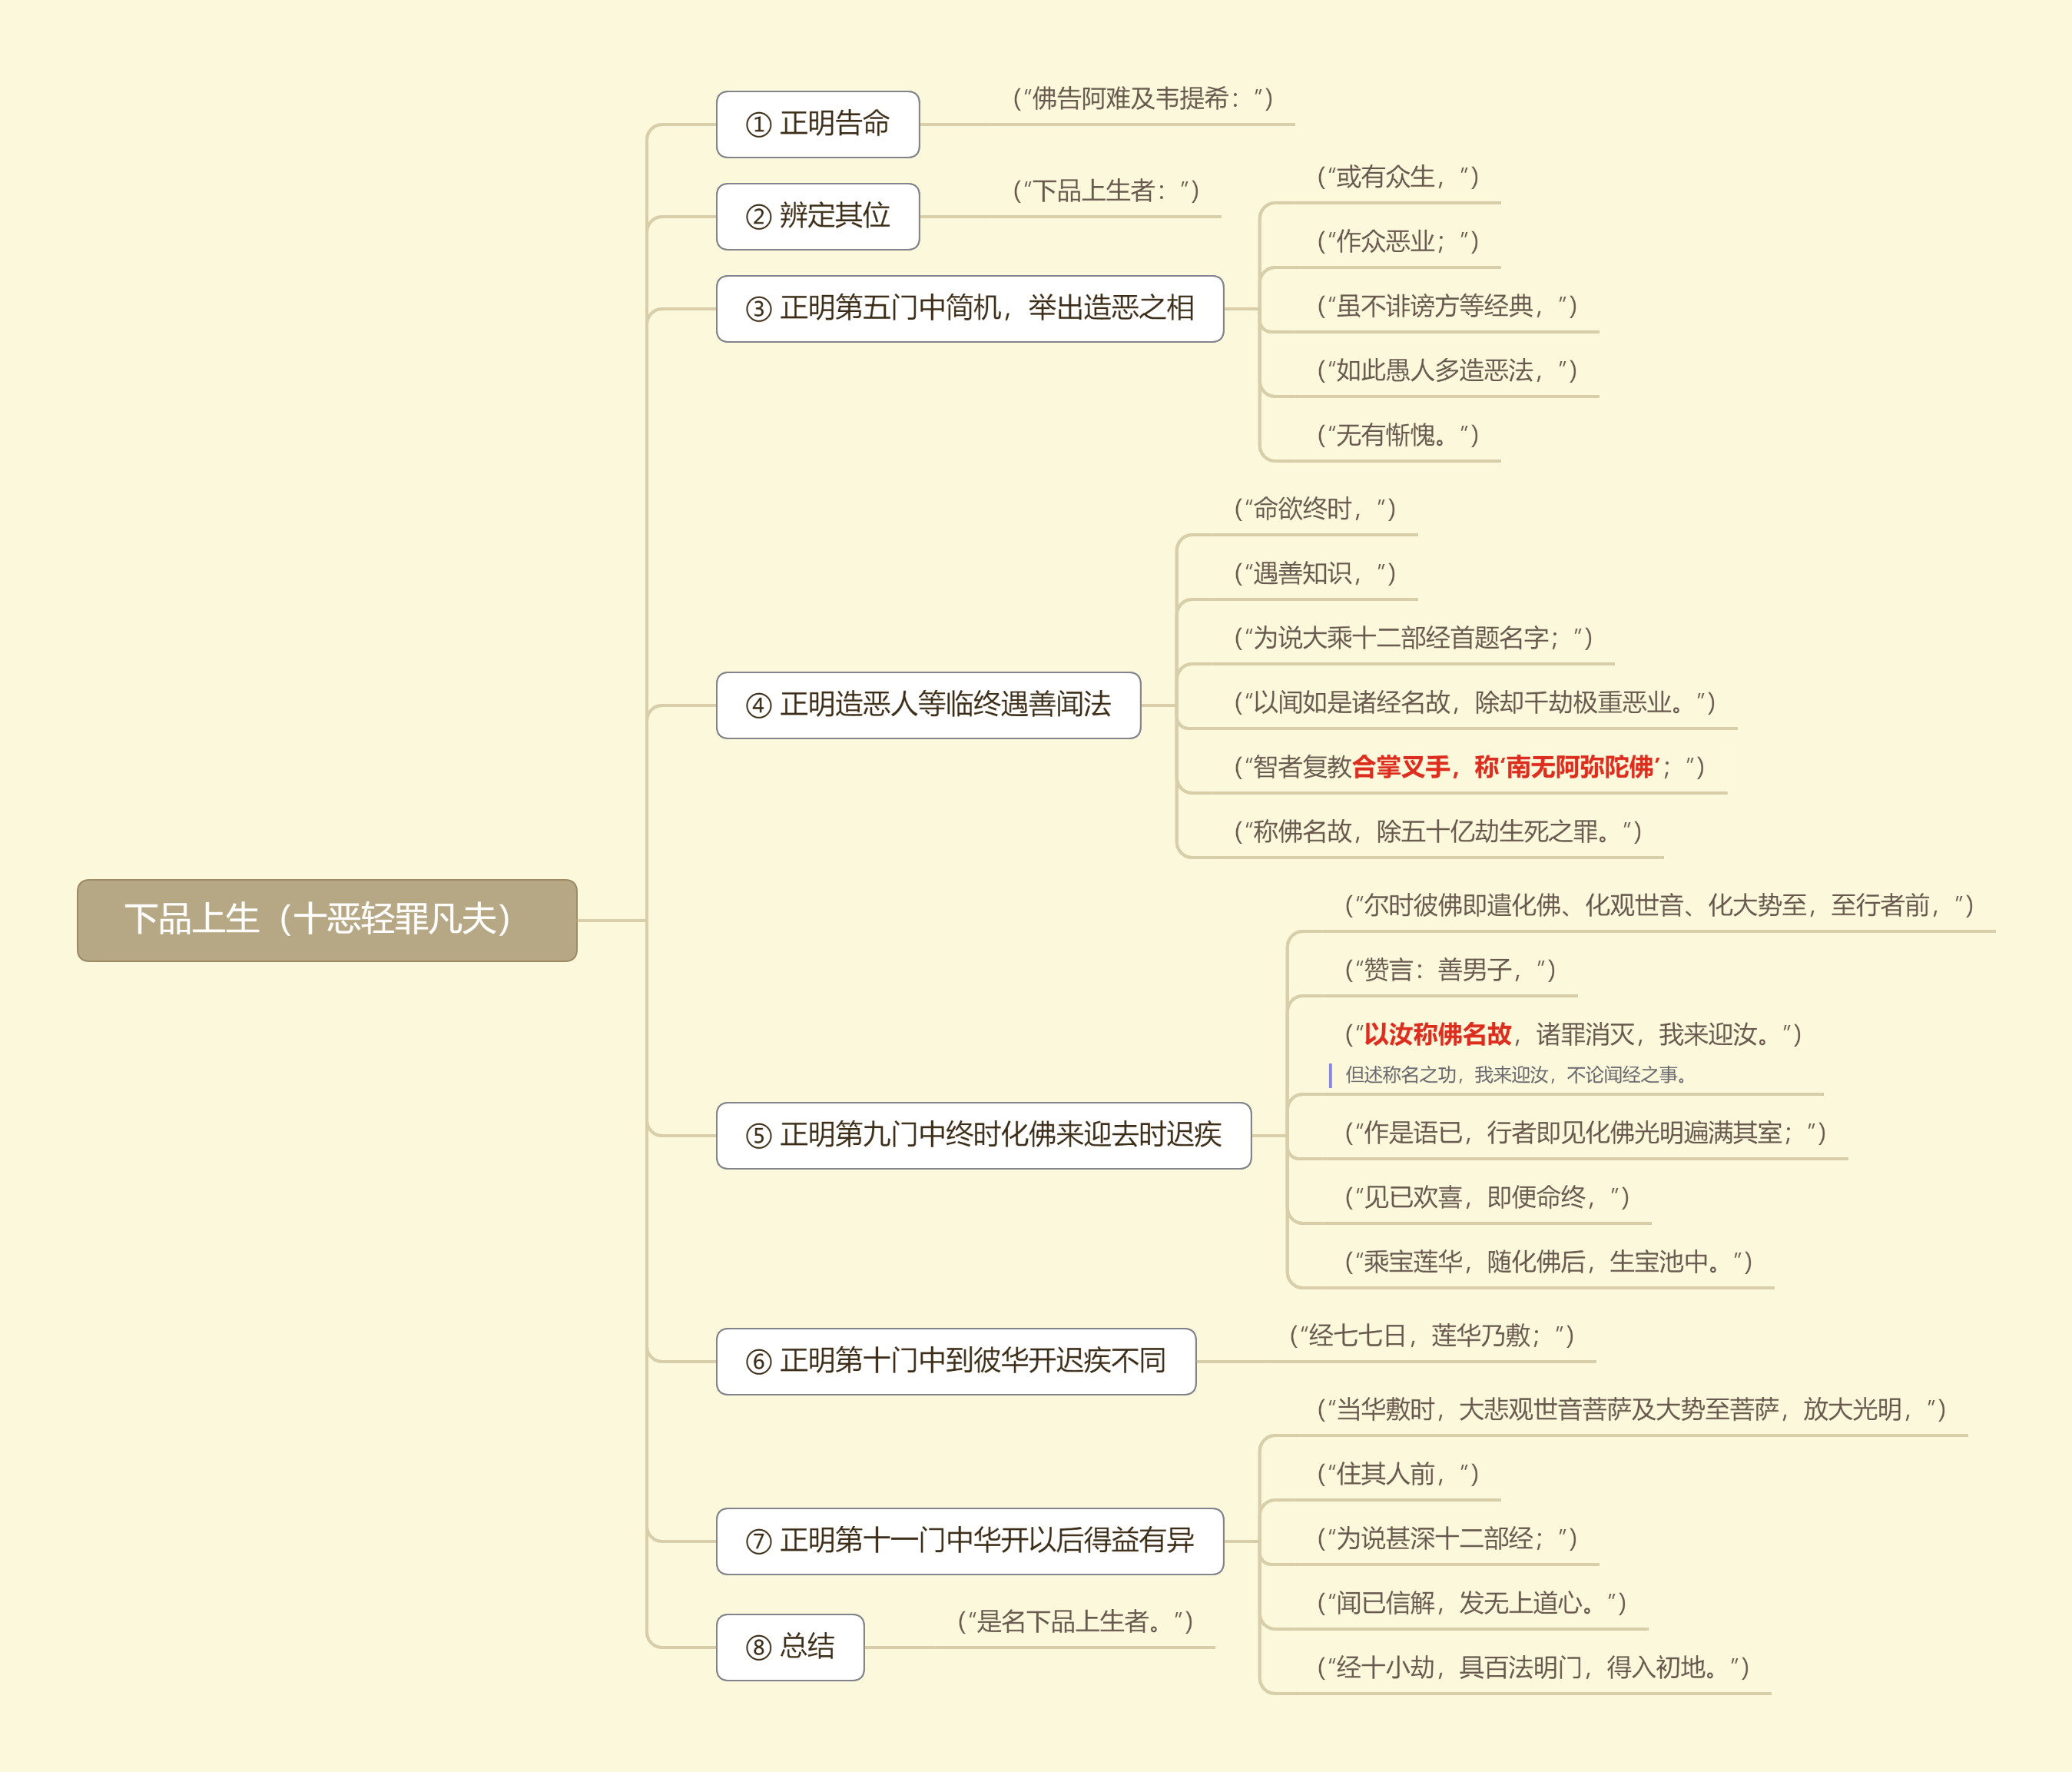 下品上生（十恶轻罪凡夫）
① 正明告命
(“佛告阿难及韦提希：”)
② 辨定其位
(“下品上生者：”)
③ 正明第五门中简机，举出造恶之相
(“或有众生，”)
(“作众恶业；”)
(“虽不诽谤方等经典，”)
(“如此愚人多造恶法，”)
(“无有惭愧。”)
④ 正明造恶人等临终遇善闻法
(“命欲终时，”)
(“遇善知识，”)
(“为说大乘十二部经首题名字；”)
(“以闻如是诸经名故，除却千劫极重恶业。”)
(“智者复教合掌叉手，称‘南无阿弥陀佛’；”)
(“称佛名故，除五十亿劫生死之罪。”)
⑤ 正明第九门中终时化佛来迎去时迟疾
(“尔时彼佛即遣化佛、化观世音、化大势至，至行者前，”)
(“赞言：善男子，”)
(“以汝称佛名故，诸罪消灭，我来迎汝。”)
但述称名之功，我来迎汝，不论闻经之事。
(“作是语已，行者即见化佛光明遍满其室；”)
(“见已欢喜，即便命终，”)
(“乘宝莲华，随化佛后，生宝池中。”)
⑥ 正明第十门中到彼华开迟疾不同
(“经七七日，莲华乃敷；”)
⑦ 正明第十一门中华开以后得益有异
(“当华敷时，大悲观世音菩萨及大势至菩萨，放大光明，”)
(“住其人前，”)
(“为说甚深十二部经；”)
(“闻已信解，发无上道心。”)
(“经十小劫，具百法明门，得入初地。”)
⑧ 总结
(“是名下品上生者。”)